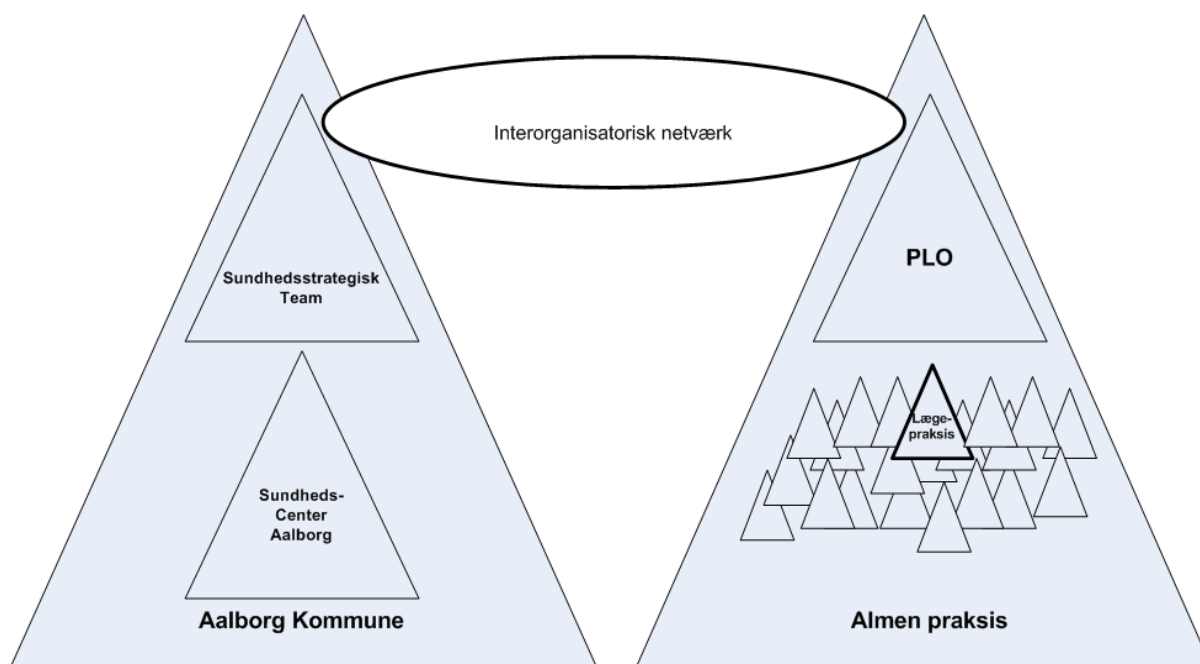 Interorganisatorisk netværk
Sundhedsstrategisk
Team
PLO
Læge-
praksis
Sundheds-
Center
Aalborg
Aalborg Kommune
Almen praksis